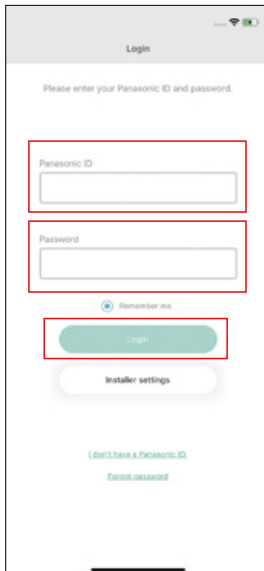 Login
Please enter your Panasonic ID and password.
Panasonic ID
Password
Remember me
Login
Installer settings
I don't have a Panasonic ID.
Forgot password